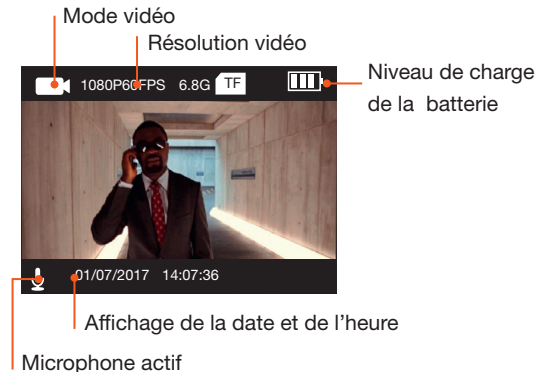 Mode vidéo
Résolution vidéo
1080P60FPS 6.8G TF
Niveau de charge
de la batterie
01/07/2017 14:07:36
Affichage de la date et de l'heure
Microphone actif